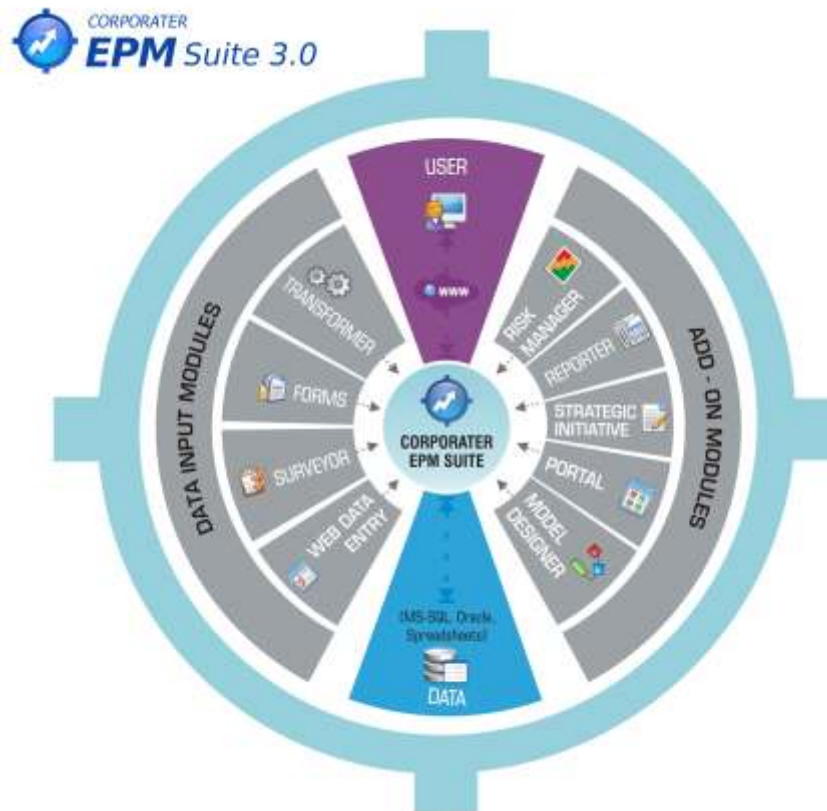 CORPORATER
EPM Suite 3.0
USER
www
DATA INPUT MODULES
TRANSFORMER
FORMS
SURVEYOR
WEB DATA
ENTRY
CORPORATER
EPM SUITE
RISK
MANAGER
REPORTER
STRATEGIC
INITIATIVE
PORTAL
MODEL
DESIGNER
ADD - ON MODULES
(MS-SQL, Oracle,
Spreadsheets)
DATA